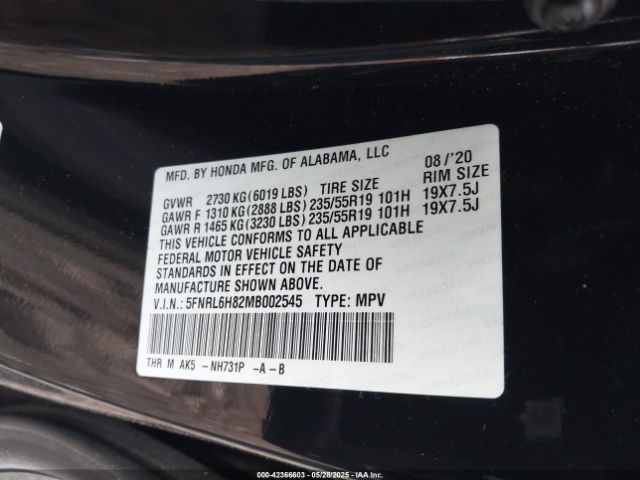 MFD. BY HONDA MFG. OF ALABAMA, LLC 08/'20
GVWR 2730 KG(6019 LBS) TIRE SIZE RIM SIZE
GAWR F 1310 KG(2888 LBS) 235/55R19 101H 19X7.5J
GAWR R 1465 KG(3230 LBS) 235/55R19 101H 19X7.5J
THIS VEHICLE CONFORMS TO ALL APPLICABLE
FEDERAL MOTOR VEHICLE SAFETY
STANDARDS IN EFFECT ON THE DATE OF
MANUFACTURE SHOWN ABOVE.
V.I.N.: 5FNRL6H82MB002545 TYPE: MPV
THR M AK5 -NH731P -A-B
00-42366603 - 05/28/2025 - © IAA Holdings, LLC